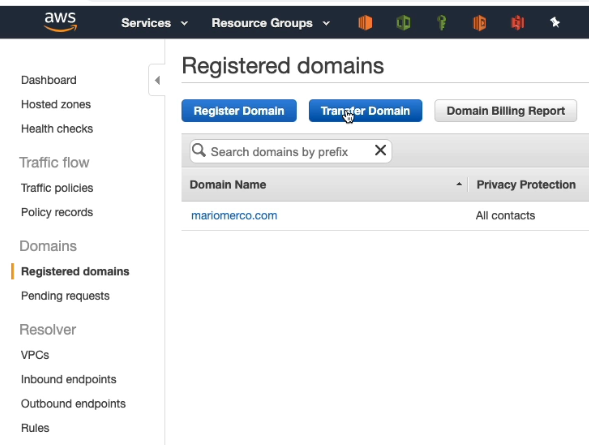 aws Services Resource Groups
Registered domains
Dashboard
Hosted zones
Health checks
Traffic flow
Traffic policies
Policy records
Domains
Registered domains
Pending requests
Resolver
VPCs
Inbound endpoints
Outbound endpoints
Rules
Register Domain Transfer Domain Domain Billing Report
Search domains by prefix
Domain Name Privacy Protection
mariomerco.com All contacts